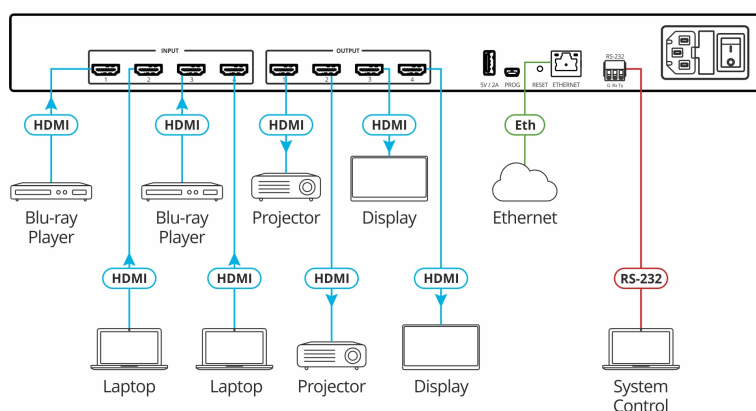 INPUT OUTPUT
1 2 3 4 1 2 3 4
5V / 2A PROG RESET ETHERNET
RS-232
G Rx Tx
HDMI HDMI HDMI HDMI Eth
Blu-ray
Player
Blu-ray
Player
Projector
Display
Ethernet
HDMI HDMI HDMI HDMI RS-232
Laptop
Laptop
Projector
Display
System
Control